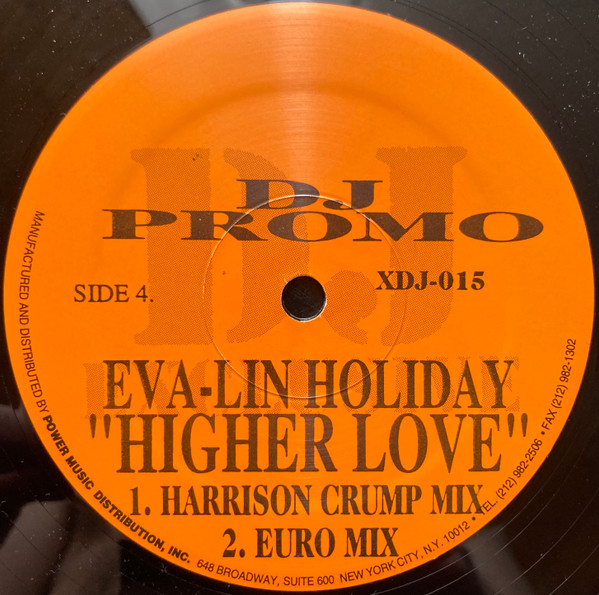 DJ
DJ
PROMO
SIDE 4.
XDJ-015
EVA-LIN HOLIDAY
"HIGHER LOVE"
1. HARRISON CRUMP MIX
2. EURO MIX
MANUFACTURED AND DISTRIBUTED BY POWER MUSIC DISTRIBUTION, INC. 648 BROADWAY, SUITE 600 NEW YORK CITY, N.Y. 10012 • TEL. (212) 982-2506 • FAX (212) 982-1302